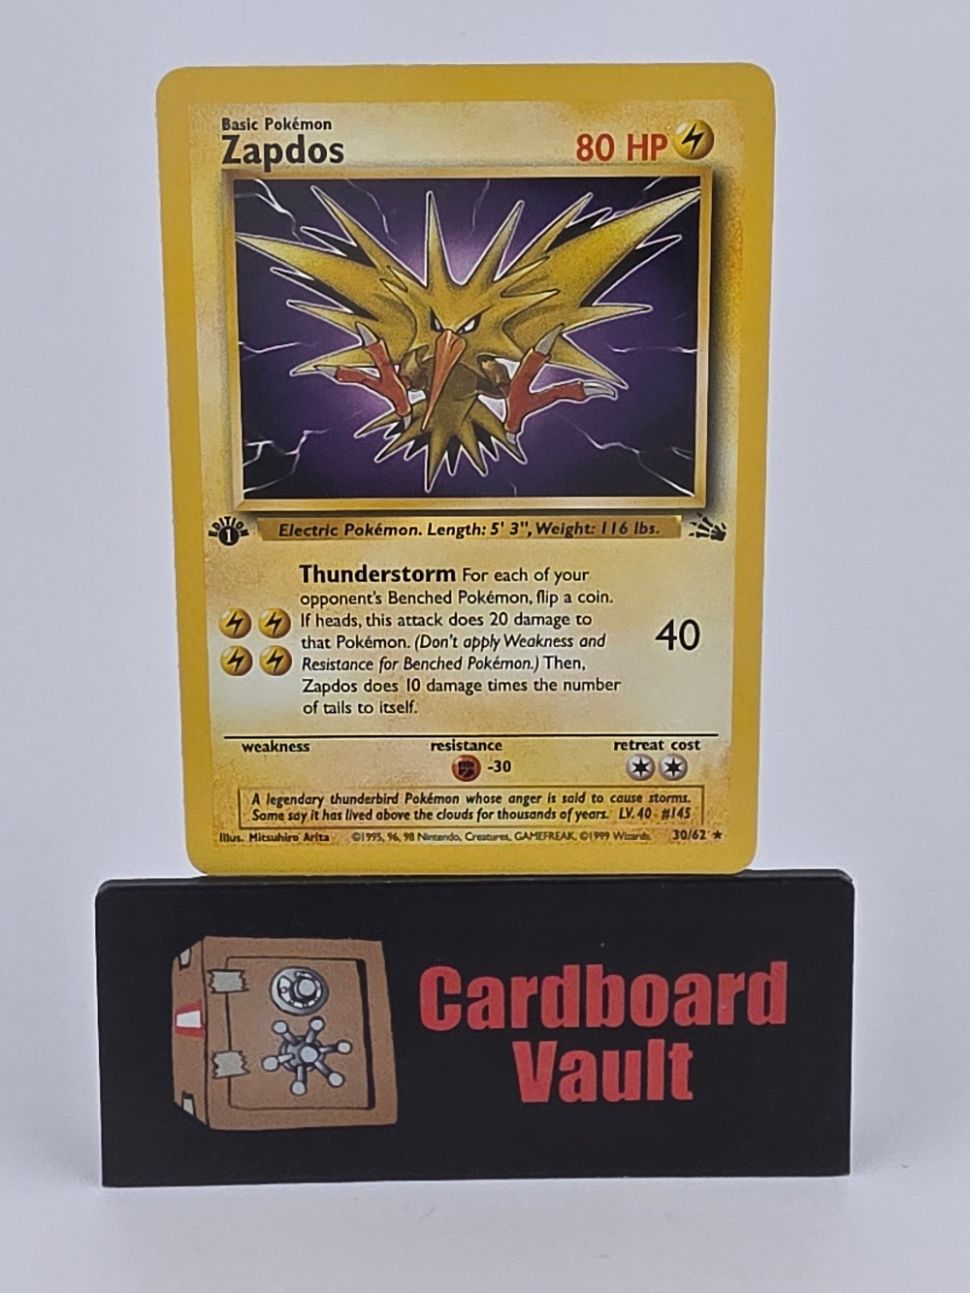 Basic Pokémon
Zapdos
80 HP
EDITION
1
Electric Pokémon. Length: 5' 3", Weight: 116 lbs.
Thunderstorm For each of your
opponent's Benched Pokémon, flip a coin.
If heads, this attack does 20 damage to
that Pokémon. (Don't apply Weakness and
Resistance for Benched Pokémon.) Then,
Zapdos does 10 damage times the number
of tails to itself.
40
weakness
resistance
retreat cost
-30
A legendary thunderbird Pokémon whose anger is said to cause storms.
Some say it has lived above the clouds for thousands of years. LV. 40 #145
Illus. Mitsuhiro Arita ©1995, 96, 98 Nintendo, Creatures, GAMEFREAK. ©1999 Wizards. 30/62 ★
Cardboard
Vault